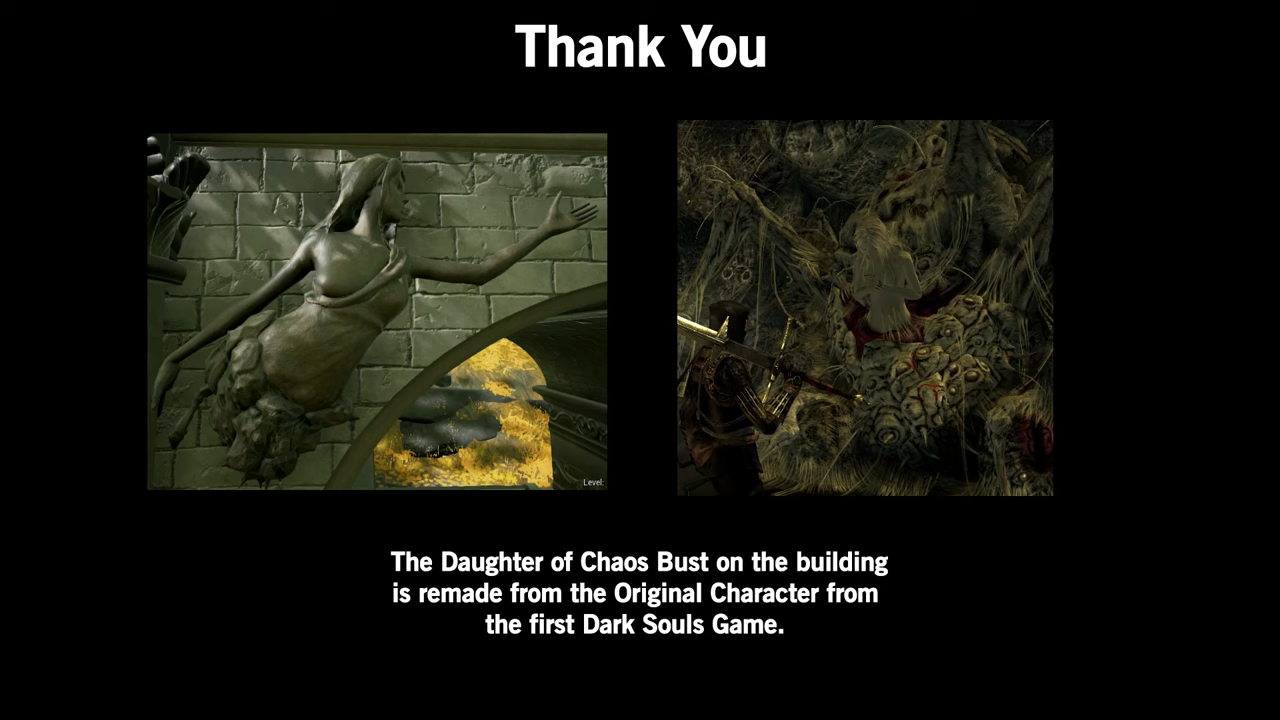 Thank You
Level:
The Daughter of Chaos Bust on the building
is remade from the Original Character from
the first Dark Souls Game.